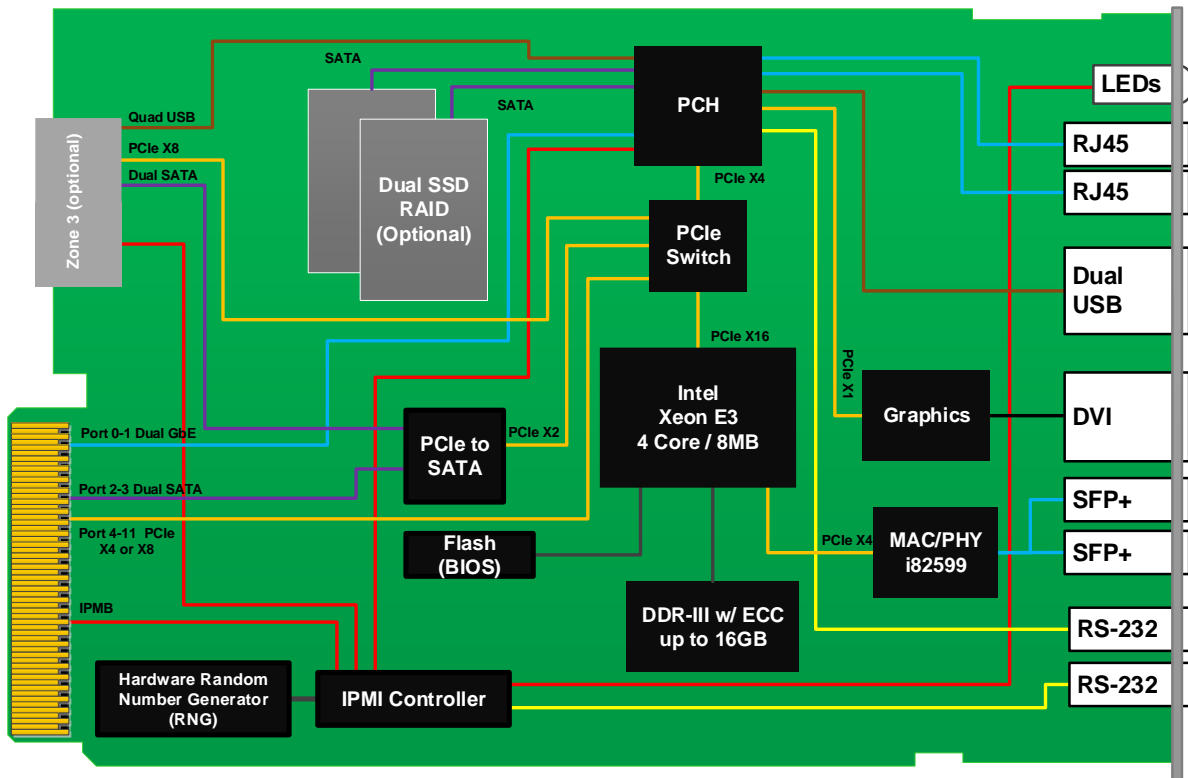 SATA
PCH
LEDs
SATA
Quad USB
RJ45
PCIe X8
Dual SATA
Zone 3 (optional)
Dual SSD
RAID
(Optional)
PCIe X4
RJ45
PCIe
Switch
Dual
USB
PCIe X16
PCIe X1
Intel
Xeon E3
4 Core / 8MB
Graphics
DVI
Port 0-1 Dual GbE
PCIe to
SATA
PCIe X2
Port 2-3 Dual SATA
SFP+
Port 4-11 PCIe
X4 or X8
Flash
(BIOS)
PCIe X4
MAC/PHY
i82599
SFP+
IPMB
DDR-III w/ ECC
up to 16GB
RS-232
Hardware Random
Number Generator
(RNG)
IPMI Controller
RS-232